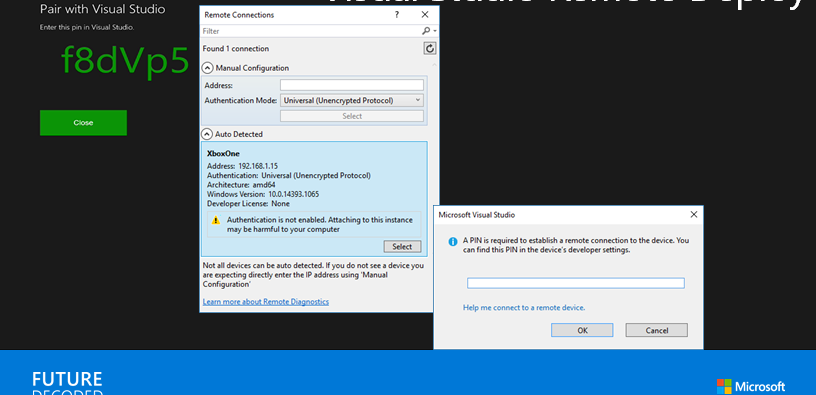 Visual Studio Remote Deploy
Pair with Visual Studio
Enter this pin in Visual Studio.
f8dVp5
Close
Remote Connections
?
Filter
Found 1 connection
Manual Configuration
Address:
Authentication Mode: Universal (Unencrypted Protocol)
Select
Auto Detected
XboxOne
Address: 192.168.1.15
Authentication: Universal (Unencrypted Protocol)
Architecture: amd64
Windows Version: 10.0.14393.1065
Developer License: None
Authentication is not enabled. Attaching to this instance
may be harmful to your computer
Select
Not all devices can be auto detected. If you do not see a device you
are expecting directly enter the IP address using 'Manual
Configuration'
Learn more about Remote Diagnostics
Microsoft Visual Studio
A PIN is required to establish a remote connection to the device. You
can find this PIN in the device's developer settings.
Help me connect to a remote device.
OK
Cancel
FUTURE
DECODED
Microsoft